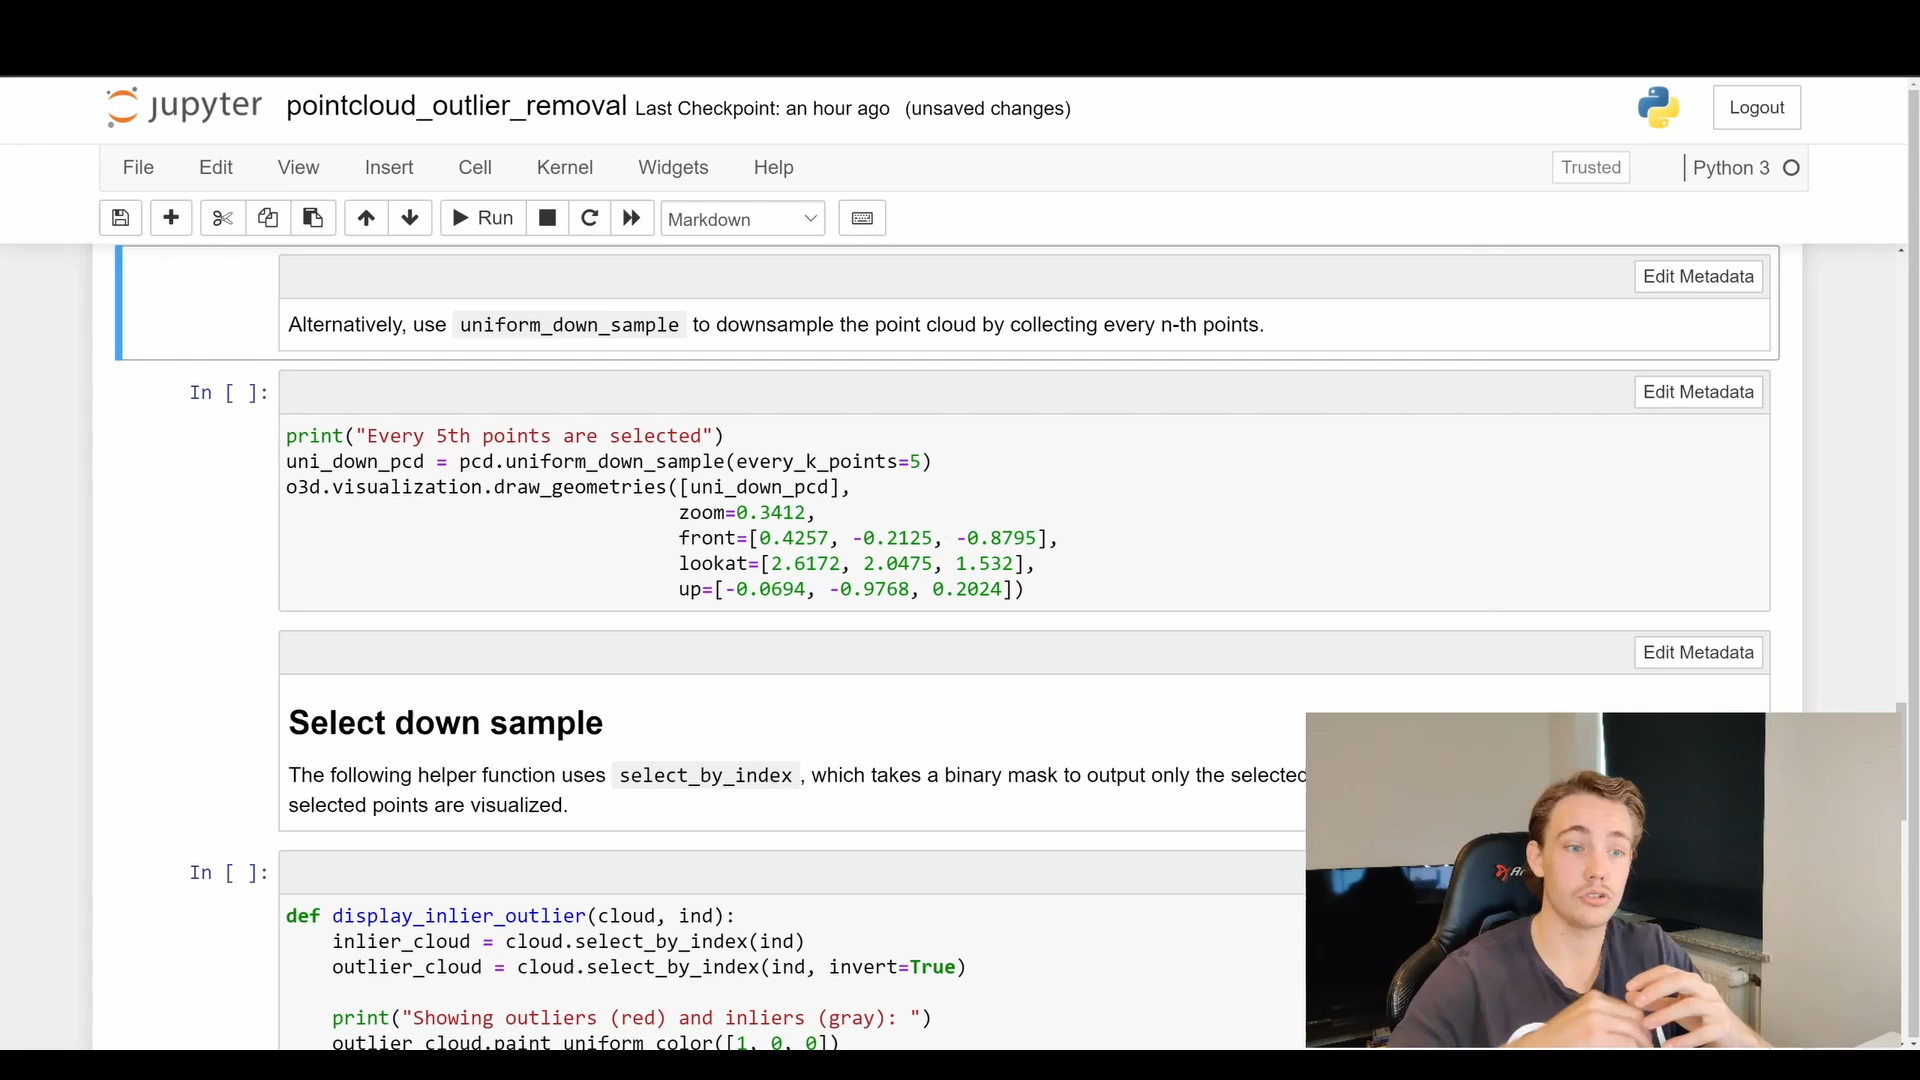 jupyter pointcloud_outlier_removal Last Checkpoint: an hour ago (unsaved changes) Logout
File Edit View Insert Cell Kernel Widgets Help Trusted Python 3
Run Markdown
Edit Metadata
Alternatively, use uniform_down_sample to downsample the point cloud by collecting every n-th points.
In [ ]: Edit Metadata
print("Every 5th points are selected")
uni_down_pcd = pcd.uniform_down_sample(every_k_points=5)
o3d.visualization.draw_geometries([uni_down_pcd],
zoom=0.3412,
front=[0.4257, -0.2125, -0.8795],
lookat=[2.6172, 2.0475, 1.532],
up=[-0.0694, -0.9768, 0.2024])
Edit Metadata
Select down sample
The following helper function uses select_by_index, which takes a binary mask to output only the selected
selected points are visualized.
In [ ]:
def display_inlier_outlier(cloud, ind):
inlier_cloud = cloud.select_by_index(ind)
outlier_cloud = cloud.select_by_index(ind, invert=True)
print("Showing outliers (red) and inliers (gray): ")
outlier_cloud.paint_uniform_color([1, 0, 0])